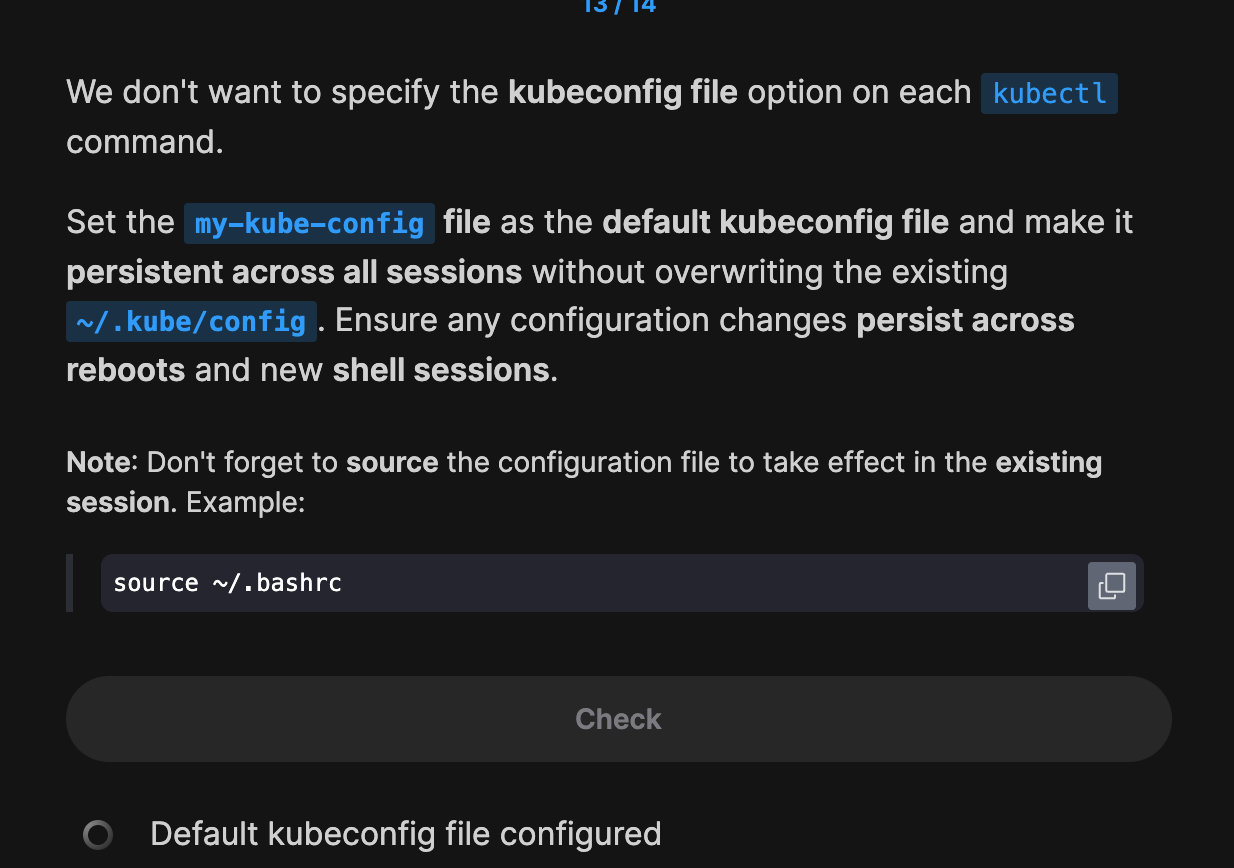 13 / 14
We don't want to specify the kubeconfig file option on each kubectl
command.
Set the my-kube-config file as the default kubeconfig file and make it
persistent across all sessions without overwriting the existing
~/.kube/config. Ensure any configuration changes persist across
reboots and new shell sessions.
Note: Don't forget to source the configuration file to take effect in the existing
session. Example:
source ~/.bashrc
Check
Default kubeconfig file configured